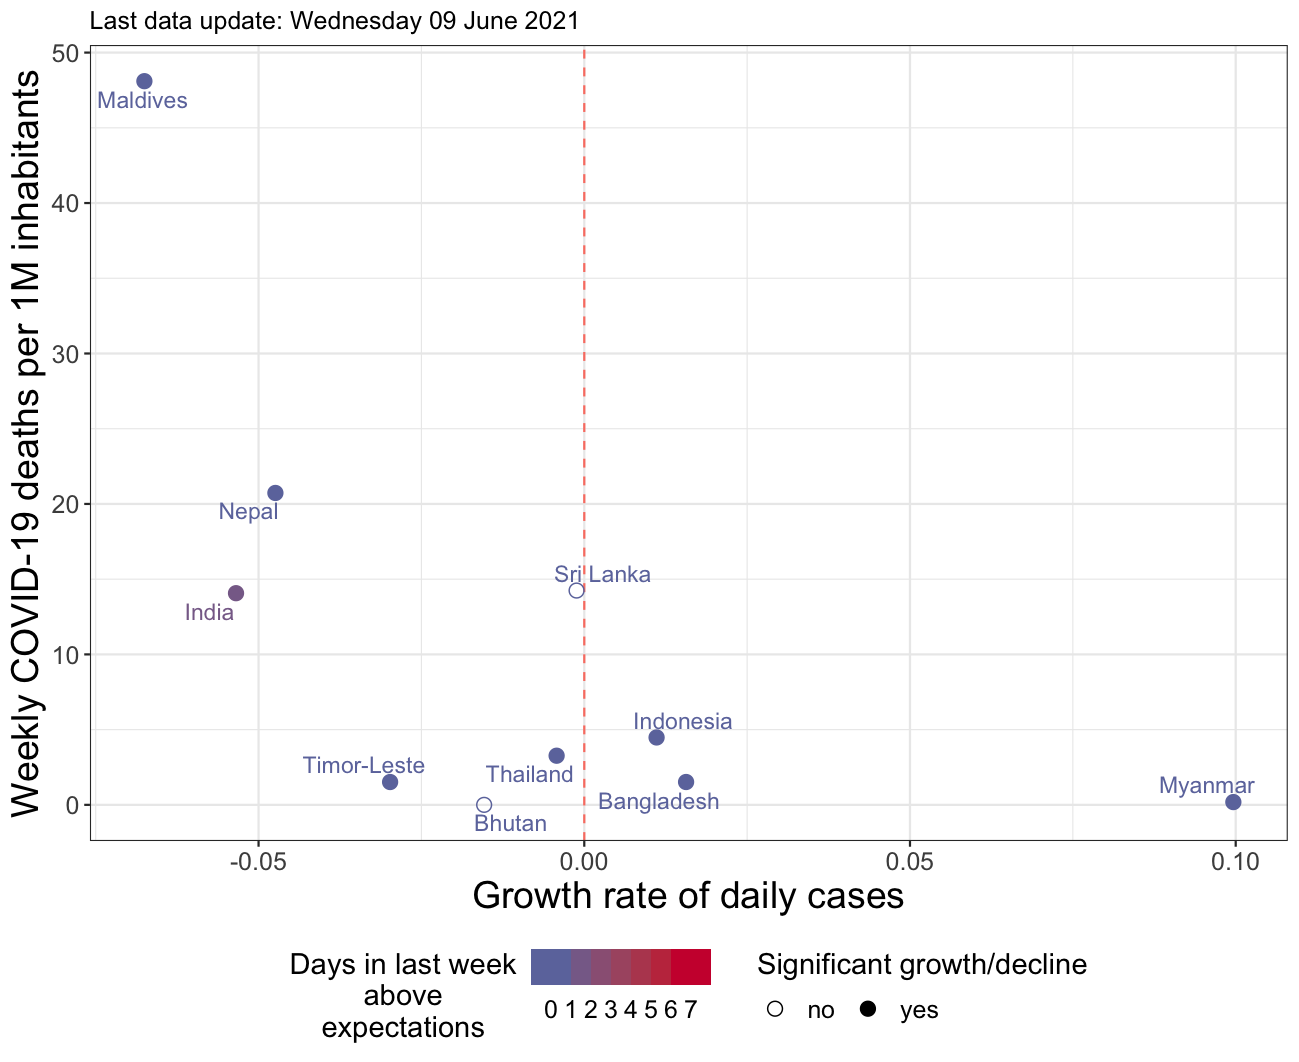 Last data update: Wednesday 09 June 2021
Weekly COVID-19 deaths per 1M inhabitants
50
40
30
20
10
0
Maldives
Nepal
India
Sri Lanka
Indonesia
Timor-Leste
Thailand
Bangladesh
Bhutan
Myanmar
-0.05 0.00 0.05 0.10
Growth rate of daily cases
Days in last week
above
expectations
0 1 2 3 4 5 6 7
Significant growth/decline
no yes